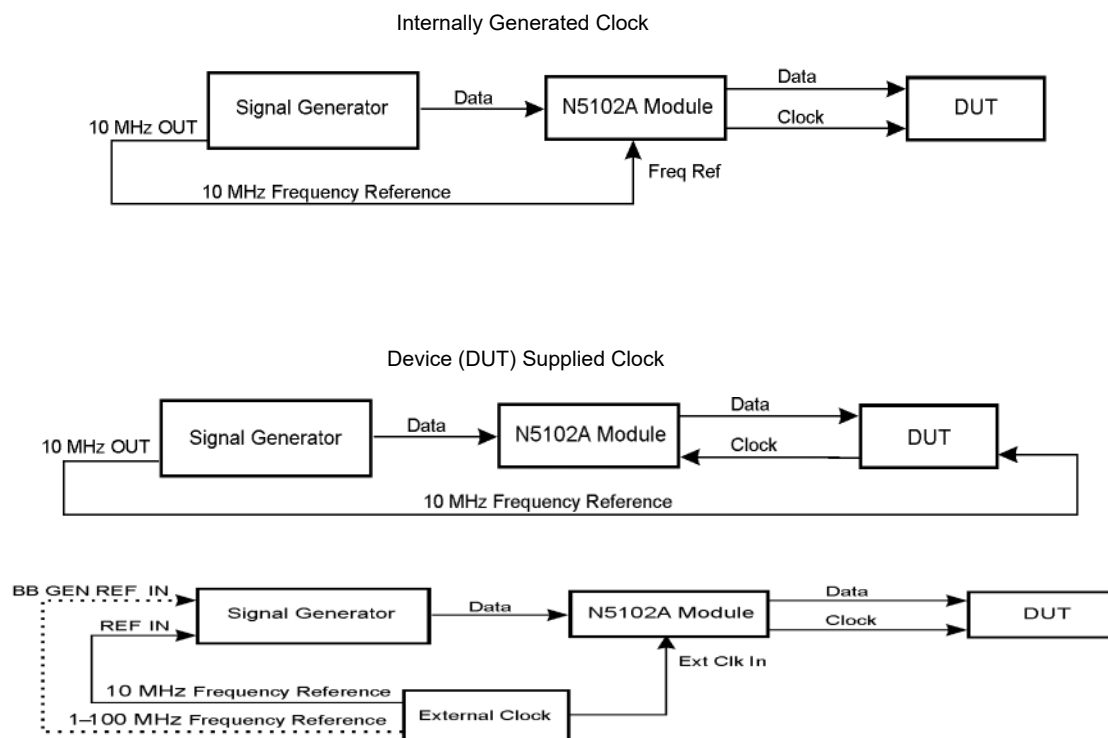 Internally Generated Clock
Signal Generator
Data
N5102A Module
Data
Clock
DUT
10 MHz OUT
Freq Ref
10 MHz Frequency Reference
Device (DUT) Supplied Clock
Signal Generator
Data
N5102A Module
Data
Clock
DUT
10 MHz OUT
10 MHz Frequency Reference
BB GEN REF IN
REF IN
Signal Generator
Data
N5102A Module
Data
Clock
DUT
Ext Clk In
10 MHz Frequency Reference
1–100 MHz Frequency Reference
External Clock